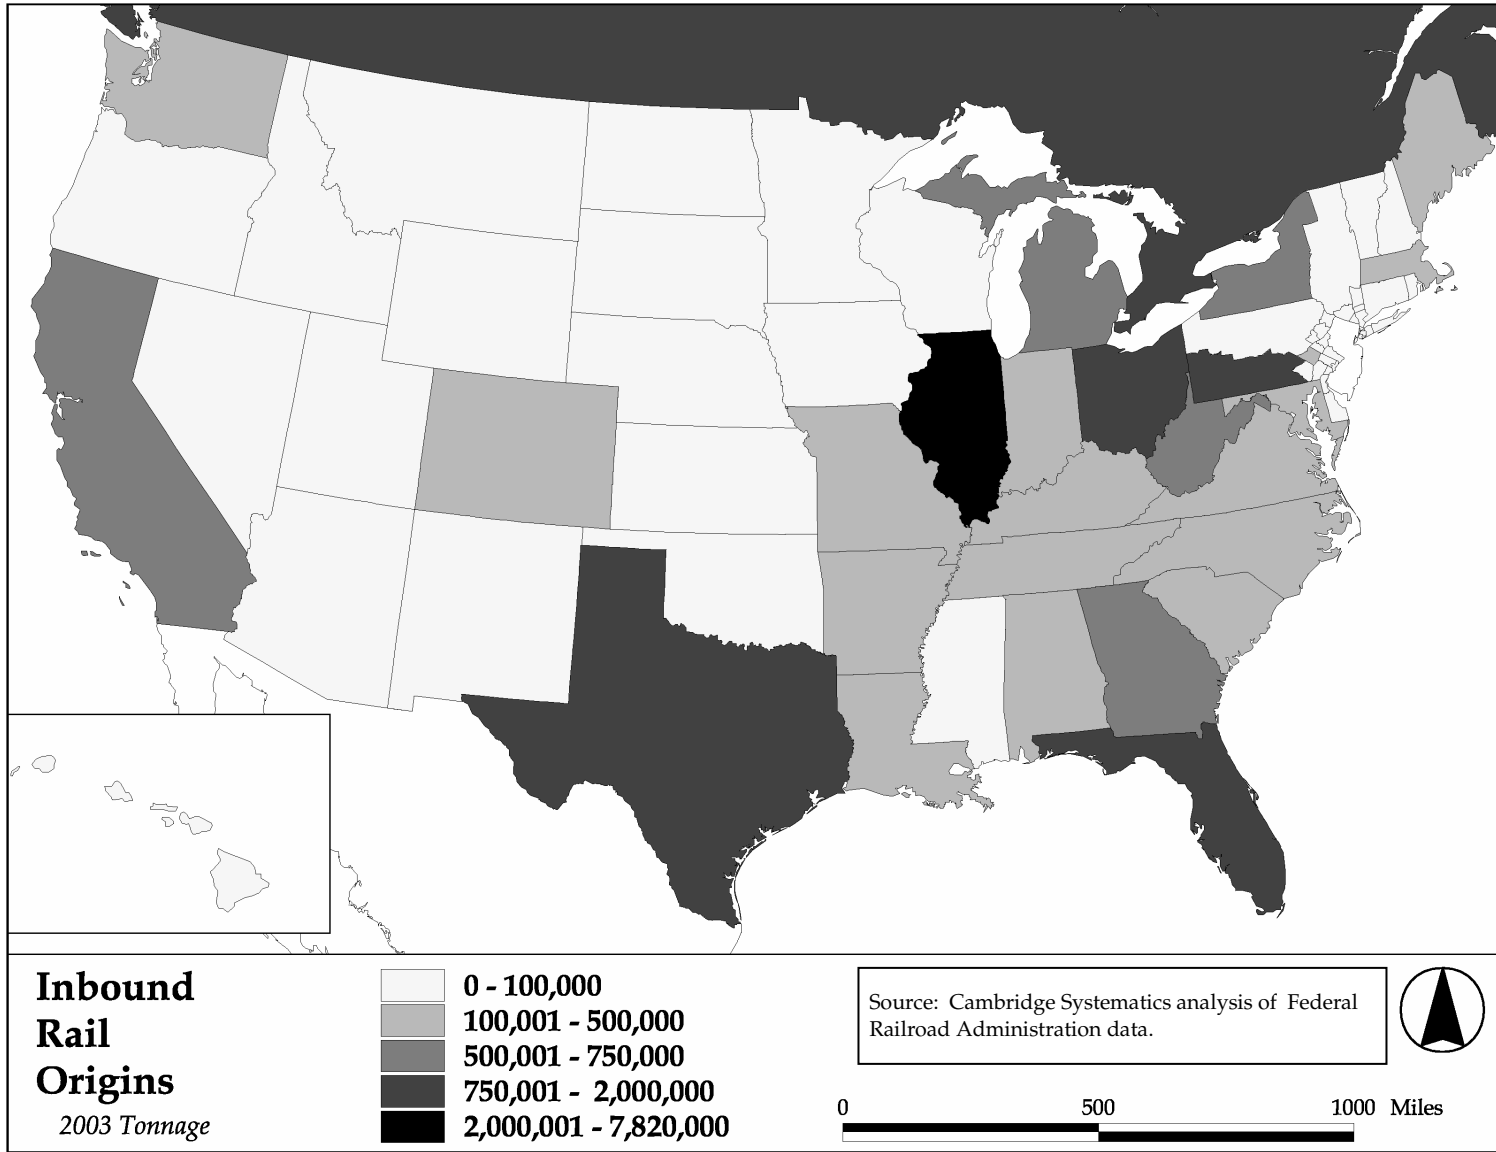 Inbound
Rail
Origins
2003 Tonnage
0 - 100,000
100,001 - 500,000
500,001 - 750,000
750,001 - 2,000,000
2,000,001 - 7,820,000
Source: Cambridge Systematics analysis of Federal
Railroad Administration data.
0 500 1000 Miles